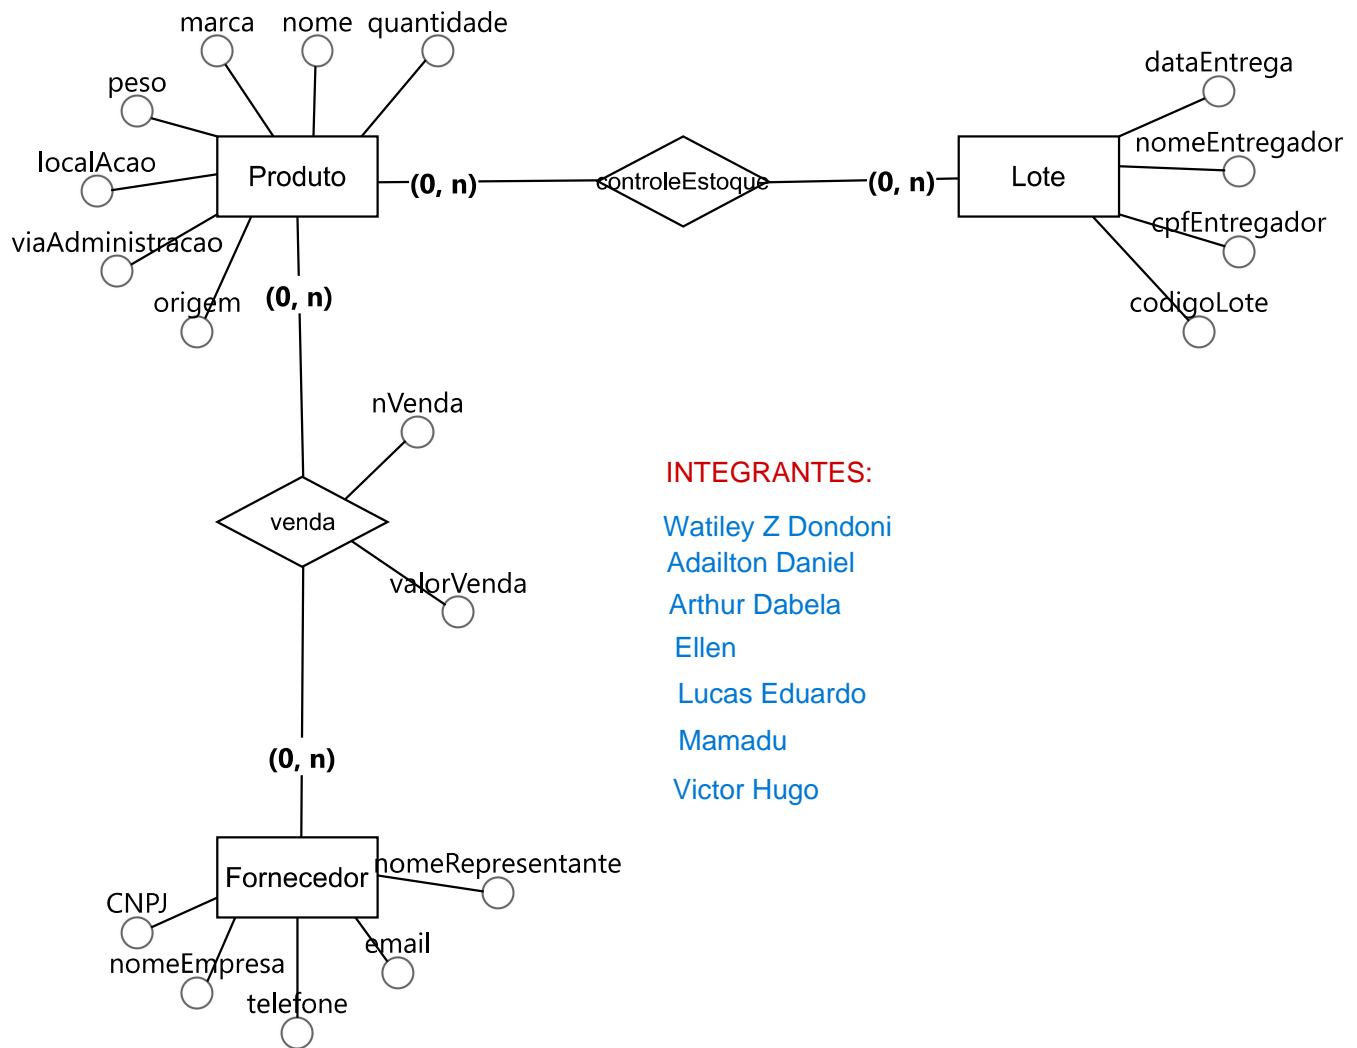 marca nome quantidade
peso
localAcao
viaAdministracao
origem
Produto
(0, n)
controleEstoque
(0, n)
Lote
dataEntrega
nomeEntregador
cpfEntregador
codigoLote
(0, n)
nVenda
venda
valorVenda
(0, n)
Fornecedor
nomeRepresentante
CNPJ
nomeEmpresa
telefone
email
INTEGRANTES:
Watiley Z Dondoni
Adailton Daniel
Arthur Dabela
Ellen
Lucas Eduardo
Mamadu
Victor Hugo